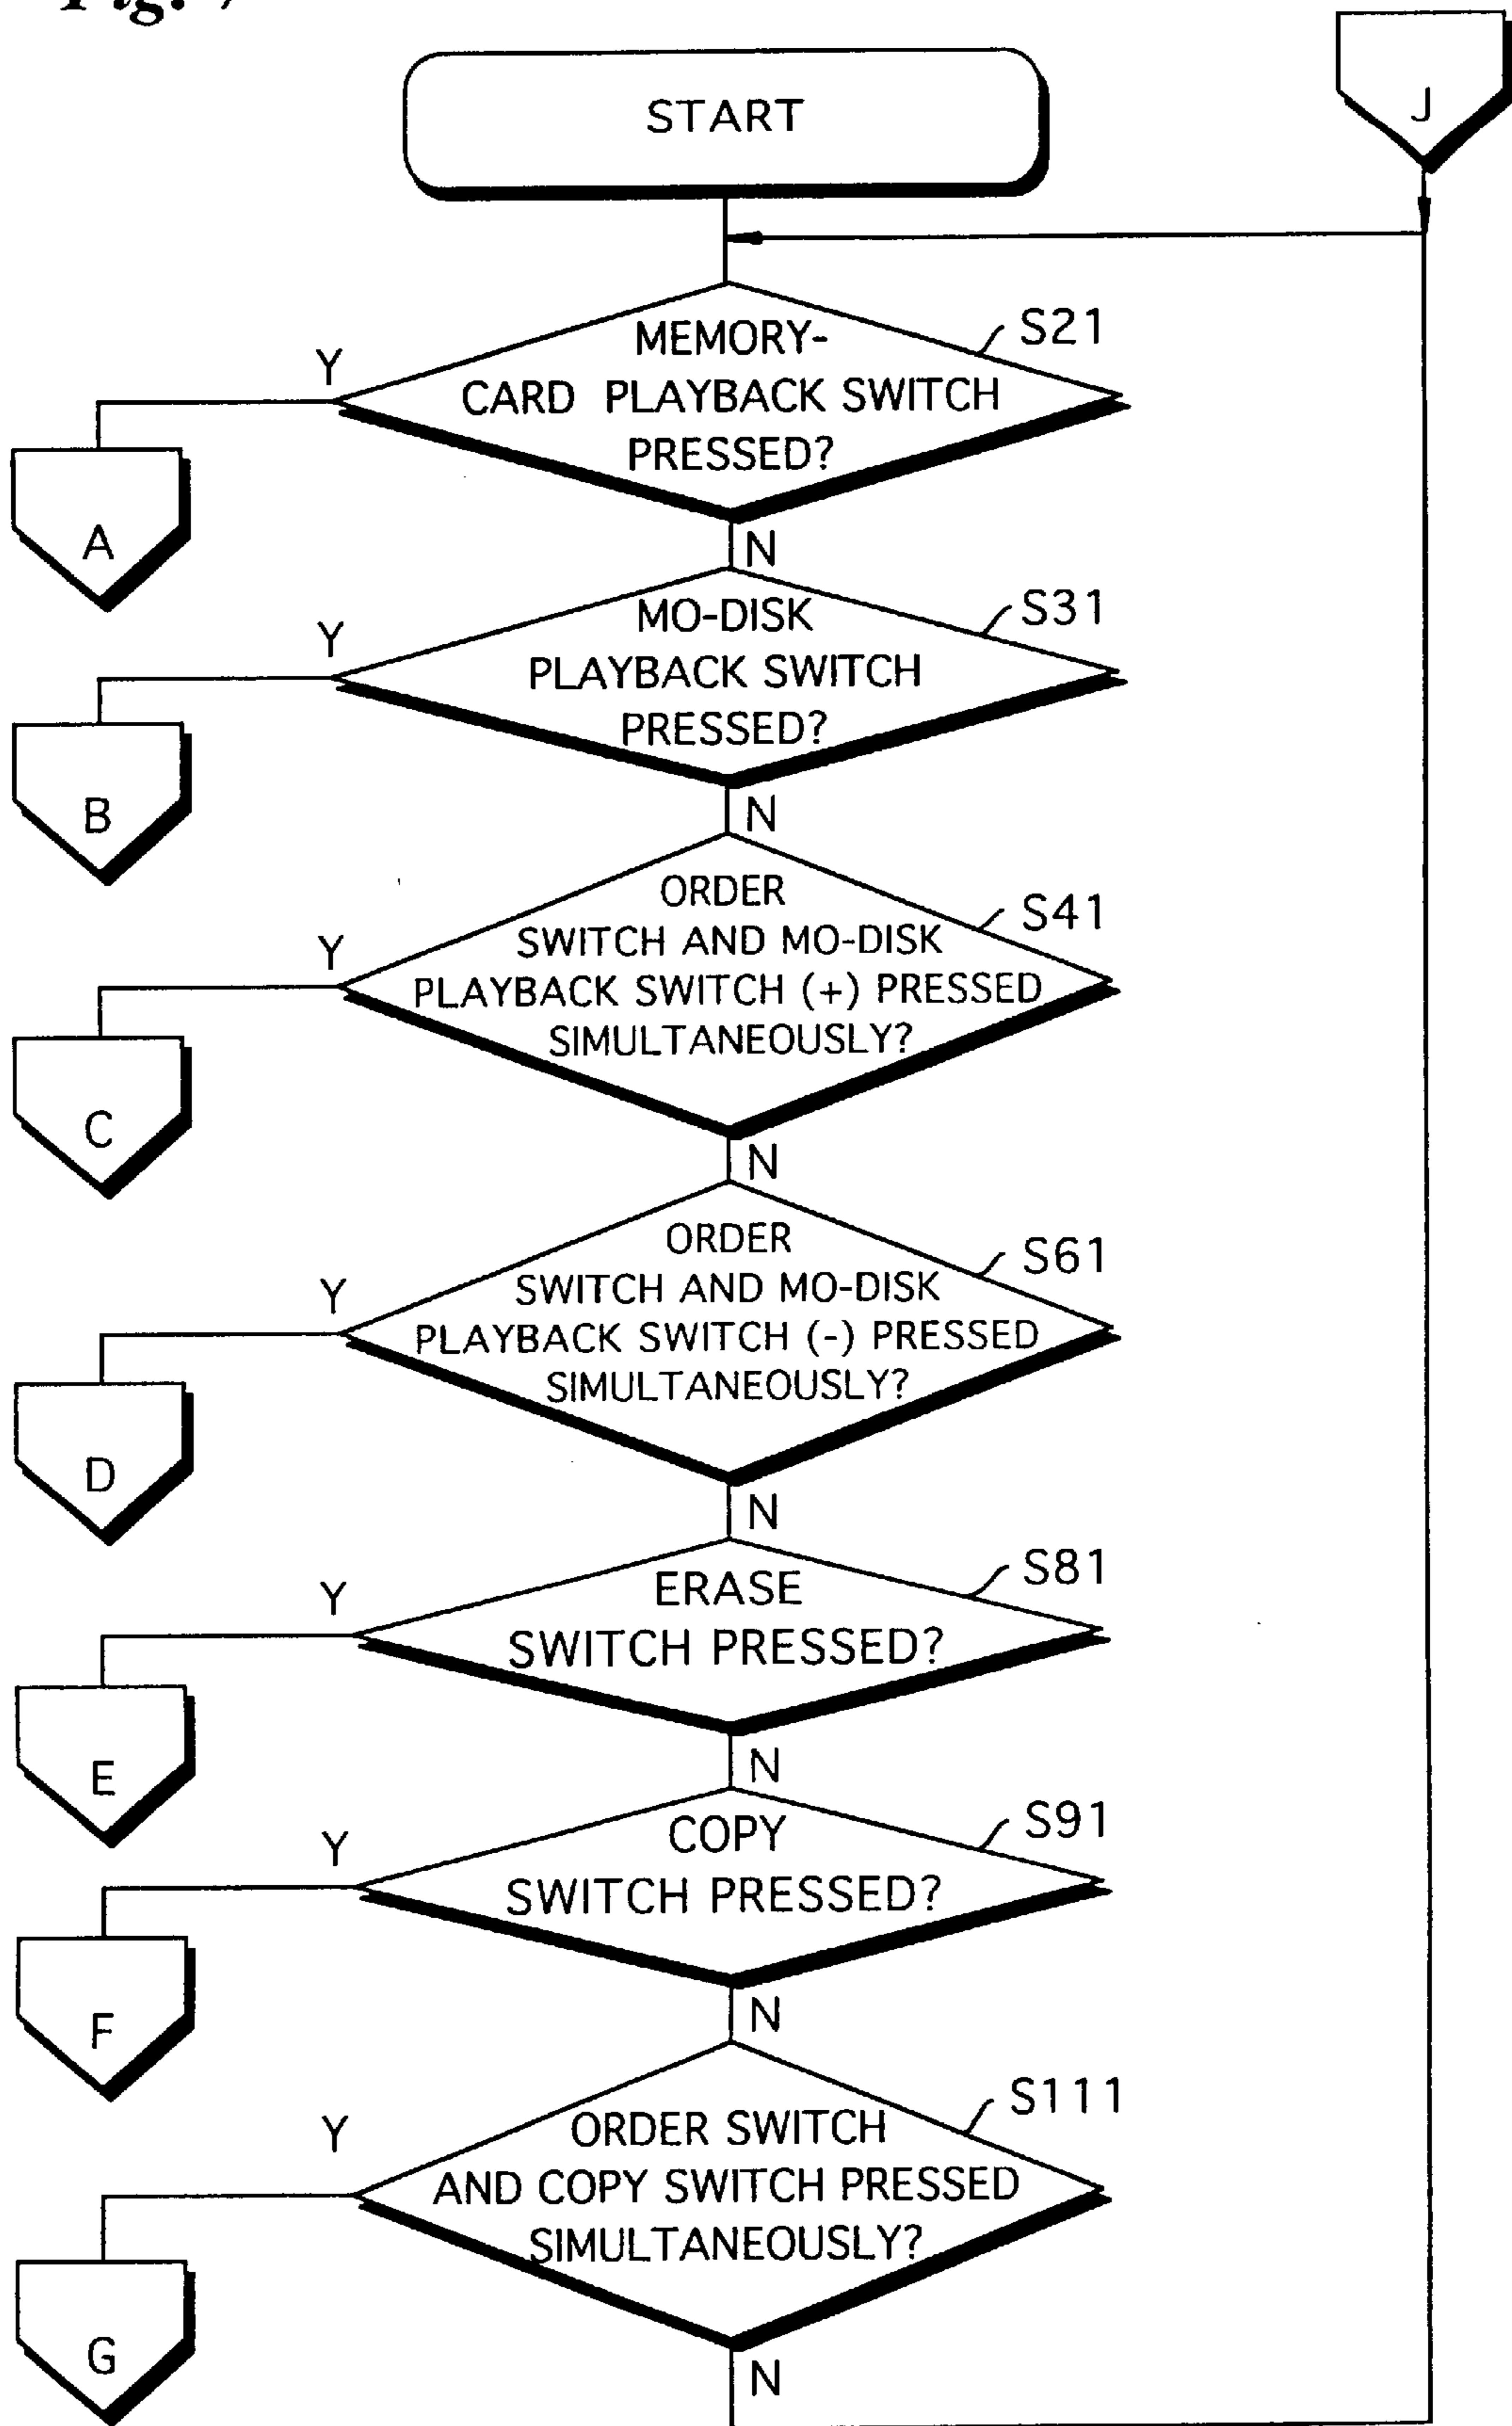 Fig.
START
J
S21
Y
MEMORY-
CARD PLAYBACK SWITCH
PRESSED?
A
N
S31
Y
MO-DISK
PLAYBACK SWITCH
PRESSED?
B
N
S41
Y
ORDER
SWITCH AND MO-DISK
PLAYBACK SWITCH (+) PRESSED
SIMULTANEOUSLY?
C
N
S61
Y
ORDER
SWITCH AND MO-DISK
PLAYBACK SWITCH (-) PRESSED
SIMULTANEOUSLY?
D
N
S81
Y
ERASE
SWITCH PRESSED?
E
N
S91
Y
COPY
SWITCH PRESSED?
F
N
S111
Y
ORDER SWITCH
AND COPY SWITCH PRESSED
SIMULTANEOUSLY?
G
N